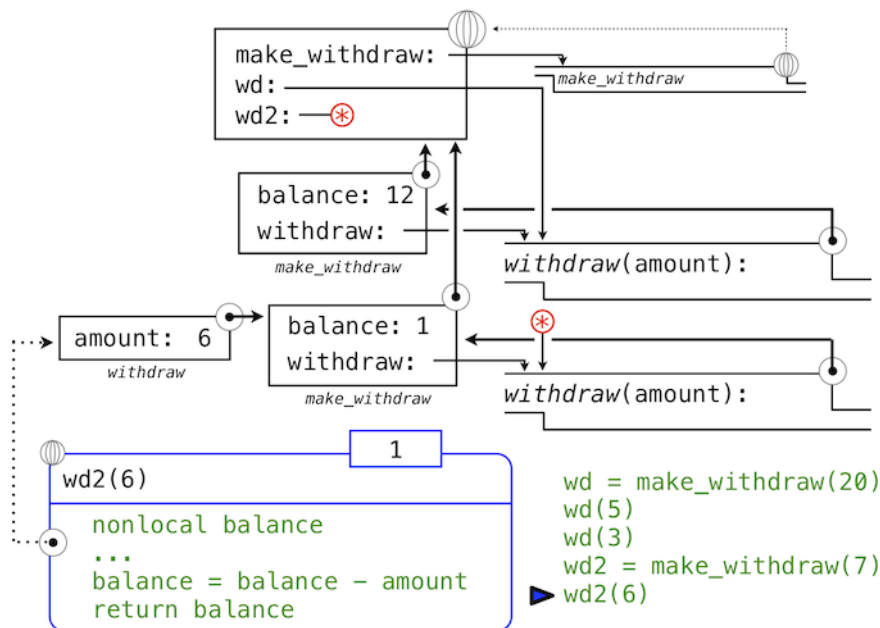 make_withdraw:
make_withdraw
wd:
wd2:
balance: 12
withdraw:
make_withdraw
withdraw(amount):
amount: 6
withdraw
balance: 1
withdraw:
make_withdraw
withdraw(amount):
1
wd2(6)
nonlocal balance
...
balance = balance − amount
return balance
wd = make_withdraw(20)
wd(5)
wd(3)
wd2 = make_withdraw(7)
wd2(6)